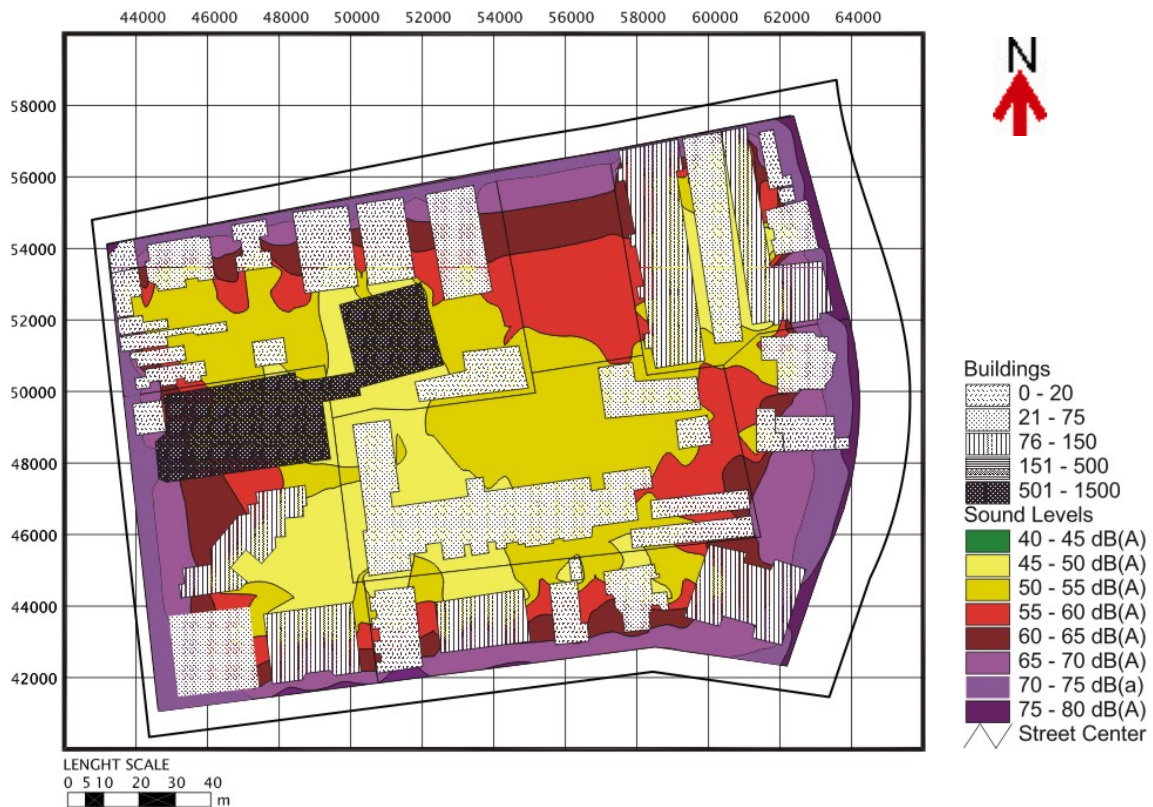 44000 46000 48000 50000 52000 54000 56000 58000 60000 62000 64000
N
58000
56000
54000
52000
50000
48000
46000
44000
42000
Buildings
0 - 20
21 - 75
76 - 150
151 - 500
501 - 1500
Sound Levels
40 - 45 dB(A)
45 - 50 dB(A)
50 - 55 dB(A)
55 - 60 dB(A)
60 - 65 dB(A)
65 - 70 dB(A)
70 - 75 dB(a)
75 - 80 dB(A)
Street Center
LENGHT SCALE
0 5 10 20 30 40
m